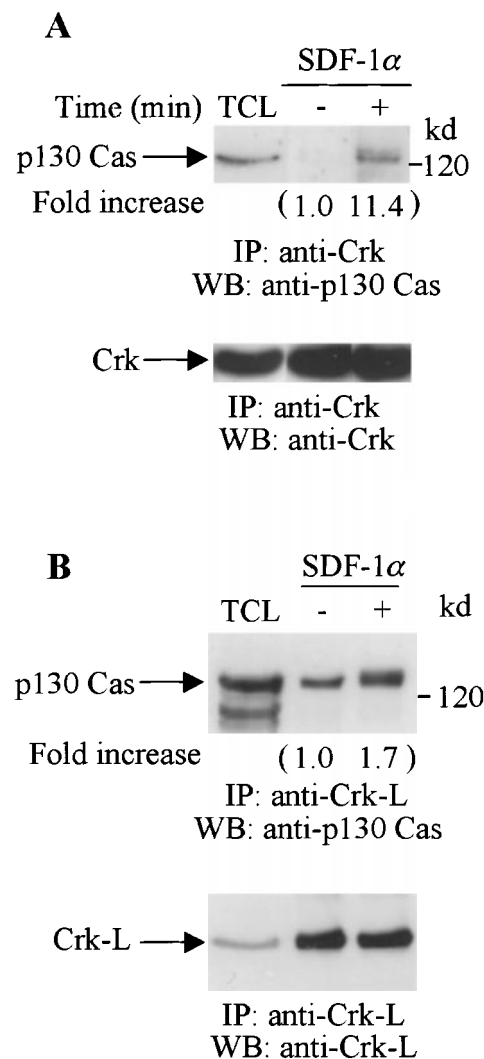 A
SDF-1α
Time (min) TCL - +
kd
p130 Cas
-120
Fold increase (1.0 11.4)
IP: anti-Crk
WB: anti-p130 Cas
Crk
IP: anti-Crk
WB: anti-Crk
B
SDF-1α
TCL - + kd
p130 Cas
- 120
Fold increase (1.0 1.7)
IP: anti-Crk-L
WB: anti-p130 Cas
Crk-L
IP: anti-Crk-L
WB: anti-Crk-L